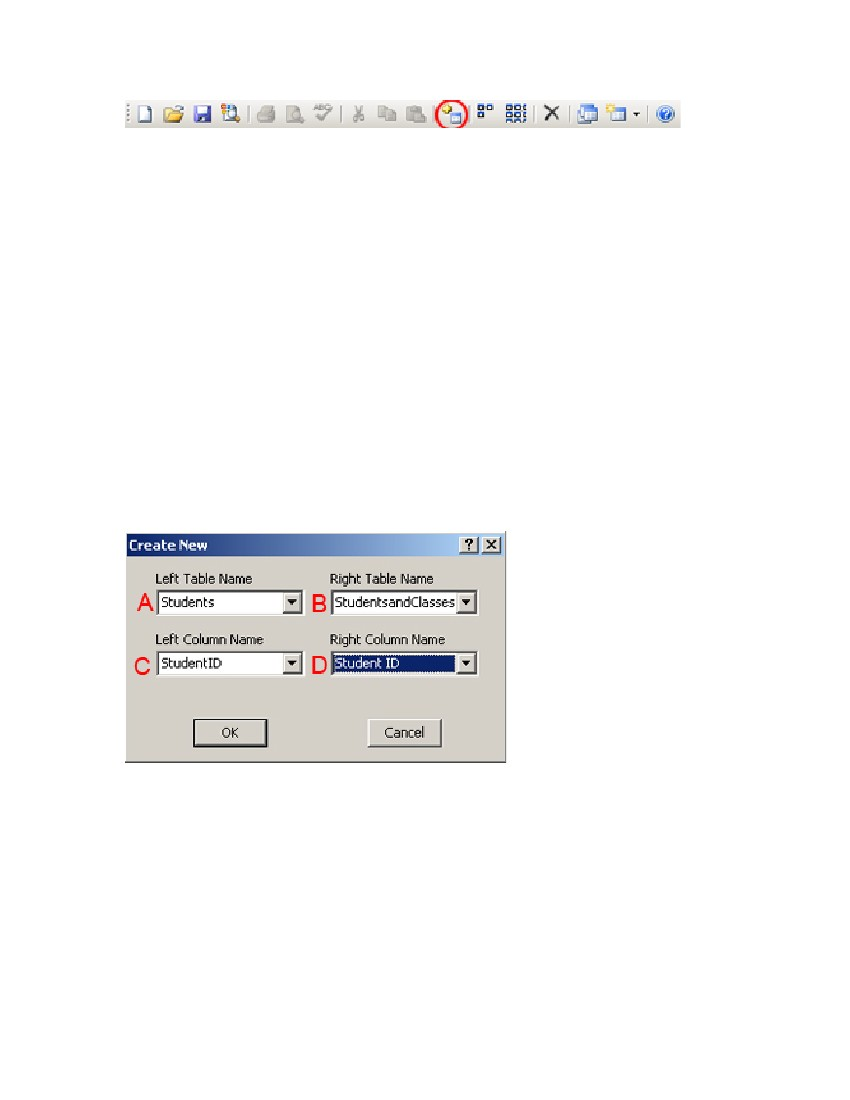 ABC
Create New
Left Table Name Right Table Name
A Students B StudentsandClasses
Left Column Name Right Column Name
C StudentID D Student ID
OK Cancel